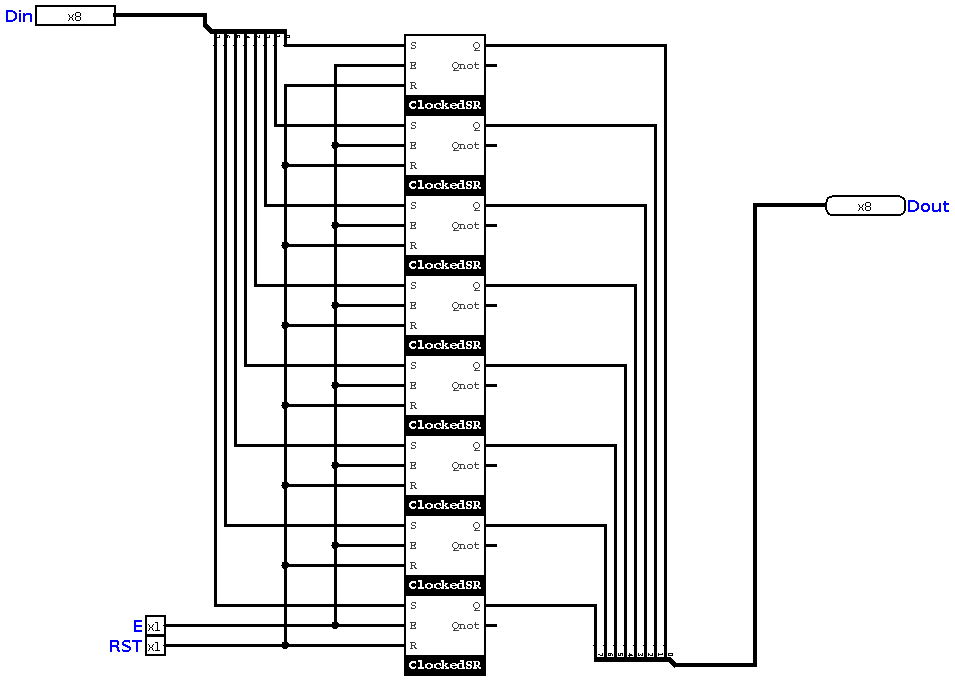 Din x8
S Q
E Qnot
R
ClockedSR
S Q
E Qnot
R
ClockedSR
S Q
E Qnot
R
ClockedSR
x8 Dout
S Q
E Qnot
R
ClockedSR
S Q
E Qnot
R
ClockedSR
S Q
E Qnot
R
ClockedSR
S Q
E Qnot
R
ClockedSR
S Q
E x1 E Qnot
RST x1 R
ClockedSR